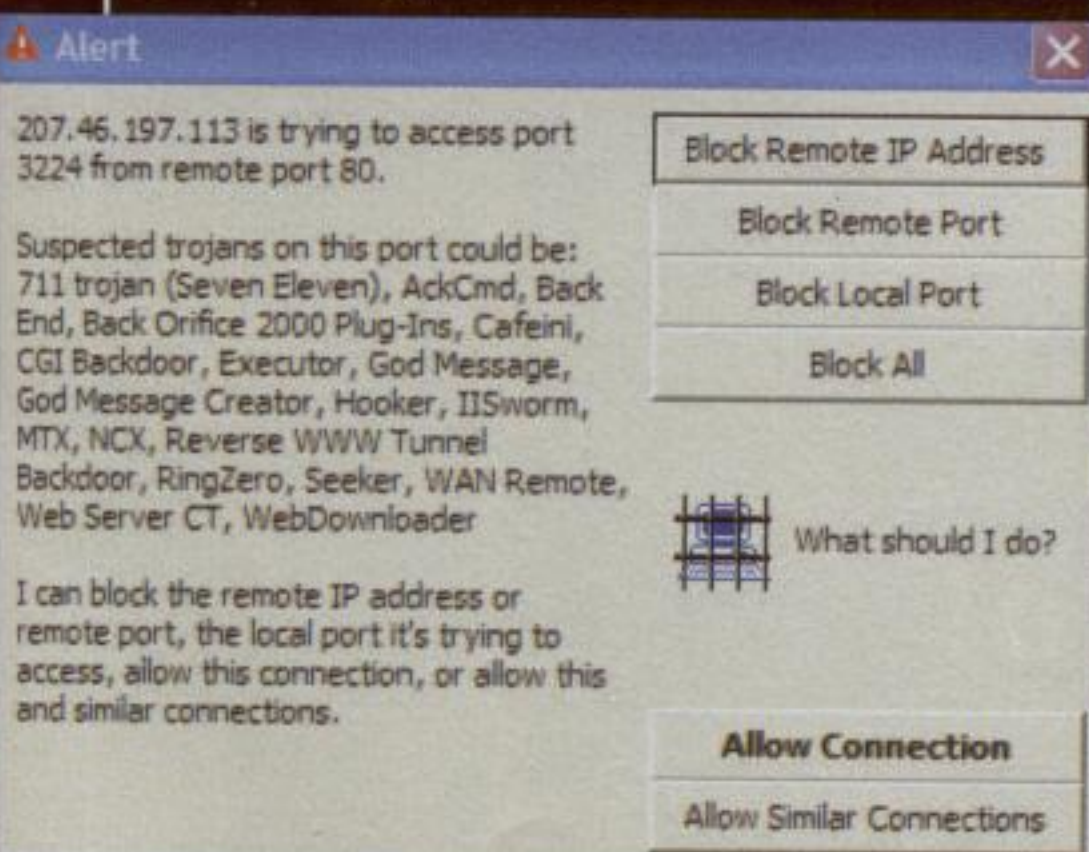 Alert
207.46.197.113 is trying to access port
3224 from remote port 80.
Suspected trojans on this port could be:
711 trojan (Seven Eleven), AckCmd, Back
End, Back Orifice 2000 Plug-Ins, Cafeini,
CGI Backdoor, Executor, God Message,
God Message Creator, Hooker, IISworm,
MTX, NCX, Reverse WWW Tunnel
Backdoor, RingZero, Seeker, WAN Remote,
Web Server CT, WebDownloader
I can block the remote IP address or
remote port, the local port it's trying to
access, allow this connection, or allow this
and similar connections.
Block Remote IP Address
Block Remote Port
Block Local Port
Block All
What should I do?
Allow Connection
Allow Similar Connections